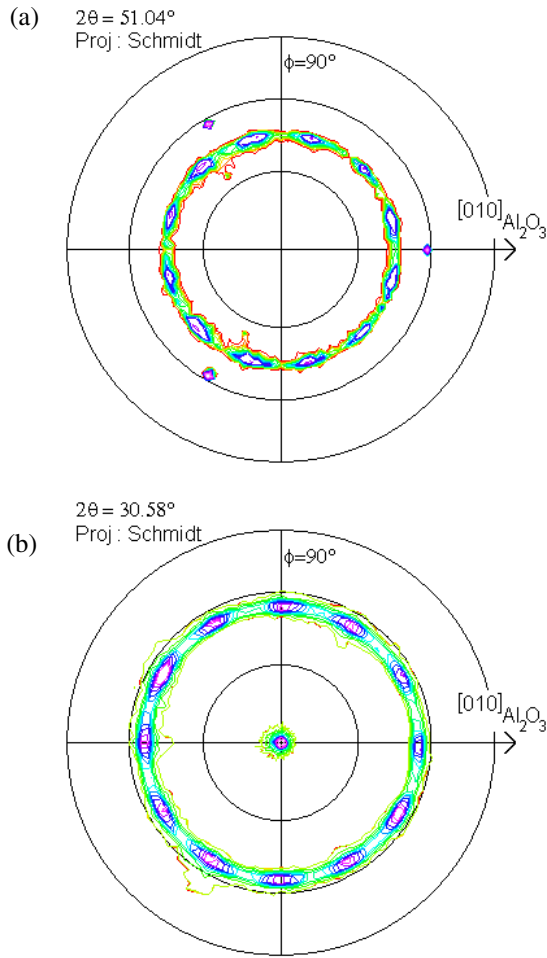 (a)
2θ = 51.04°
Proj : Schmidt
ϕ=90°
[010]Al2O3
(b)
2θ = 30.58°
Proj : Schmidt
ϕ=90°
[010]Al2O3